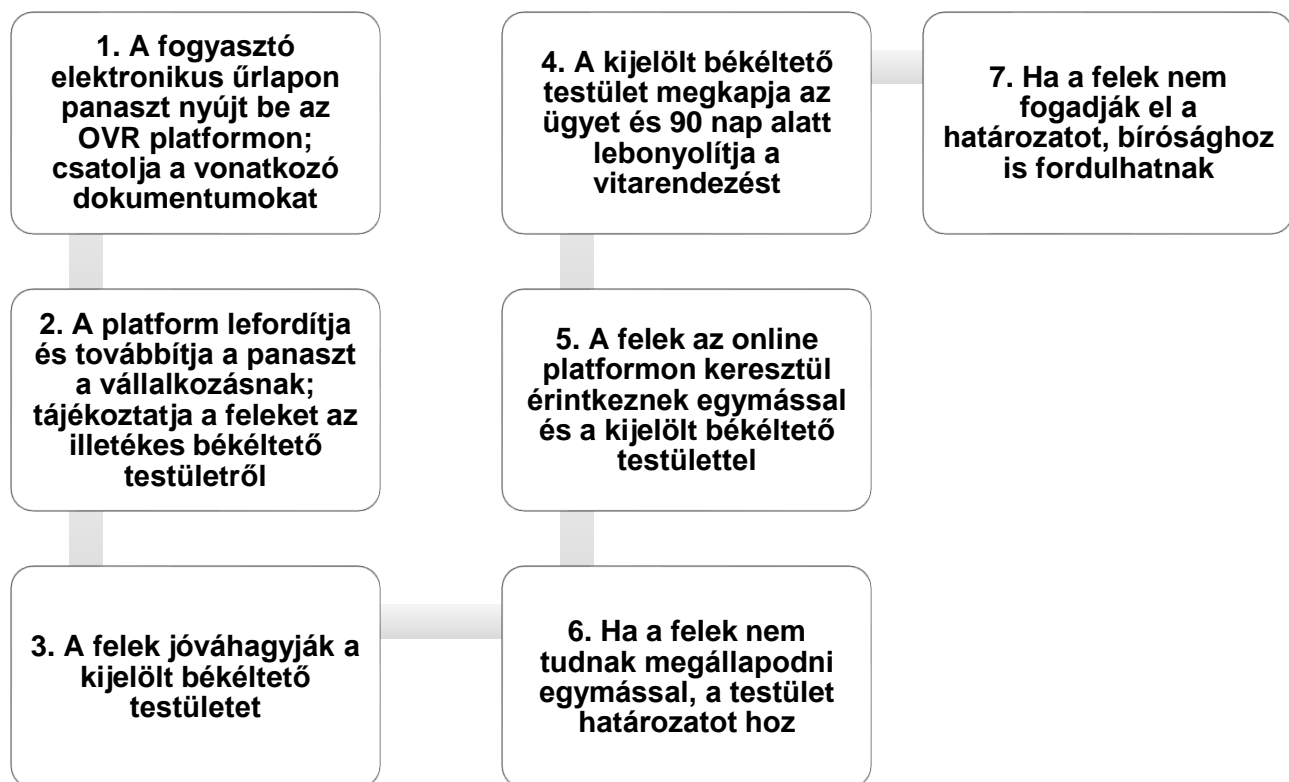 1. A fogyasztó
elektronikus űrlapon
panaszt nyújt be az
OVR platformon;
csatolja a vonatkozó
dokumentumokat
2. A platform lefordítja
és továbbítja a panaszt
a vállalkozásnak;
tájékoztatja a feleket az
illetékes békéltető
testületről
3. A felek jóváhagyják a
kijelölt békéltető
testületet
4. A kijelölt békéltető
testület megkapja az
ügyet és 90 nap alatt
lebonyolítja a
vitarendezést
5. A felek az online
platformon keresztül
érintkeznek egymással
és a kijelölt békéltető
testülettel
6. Ha a felek nem
tudnak megállapodni
egymással, a testület
határozatot hoz
7. Ha a felek nem
fogadják el a
határozatot, bírósághoz
is fordulhatnak